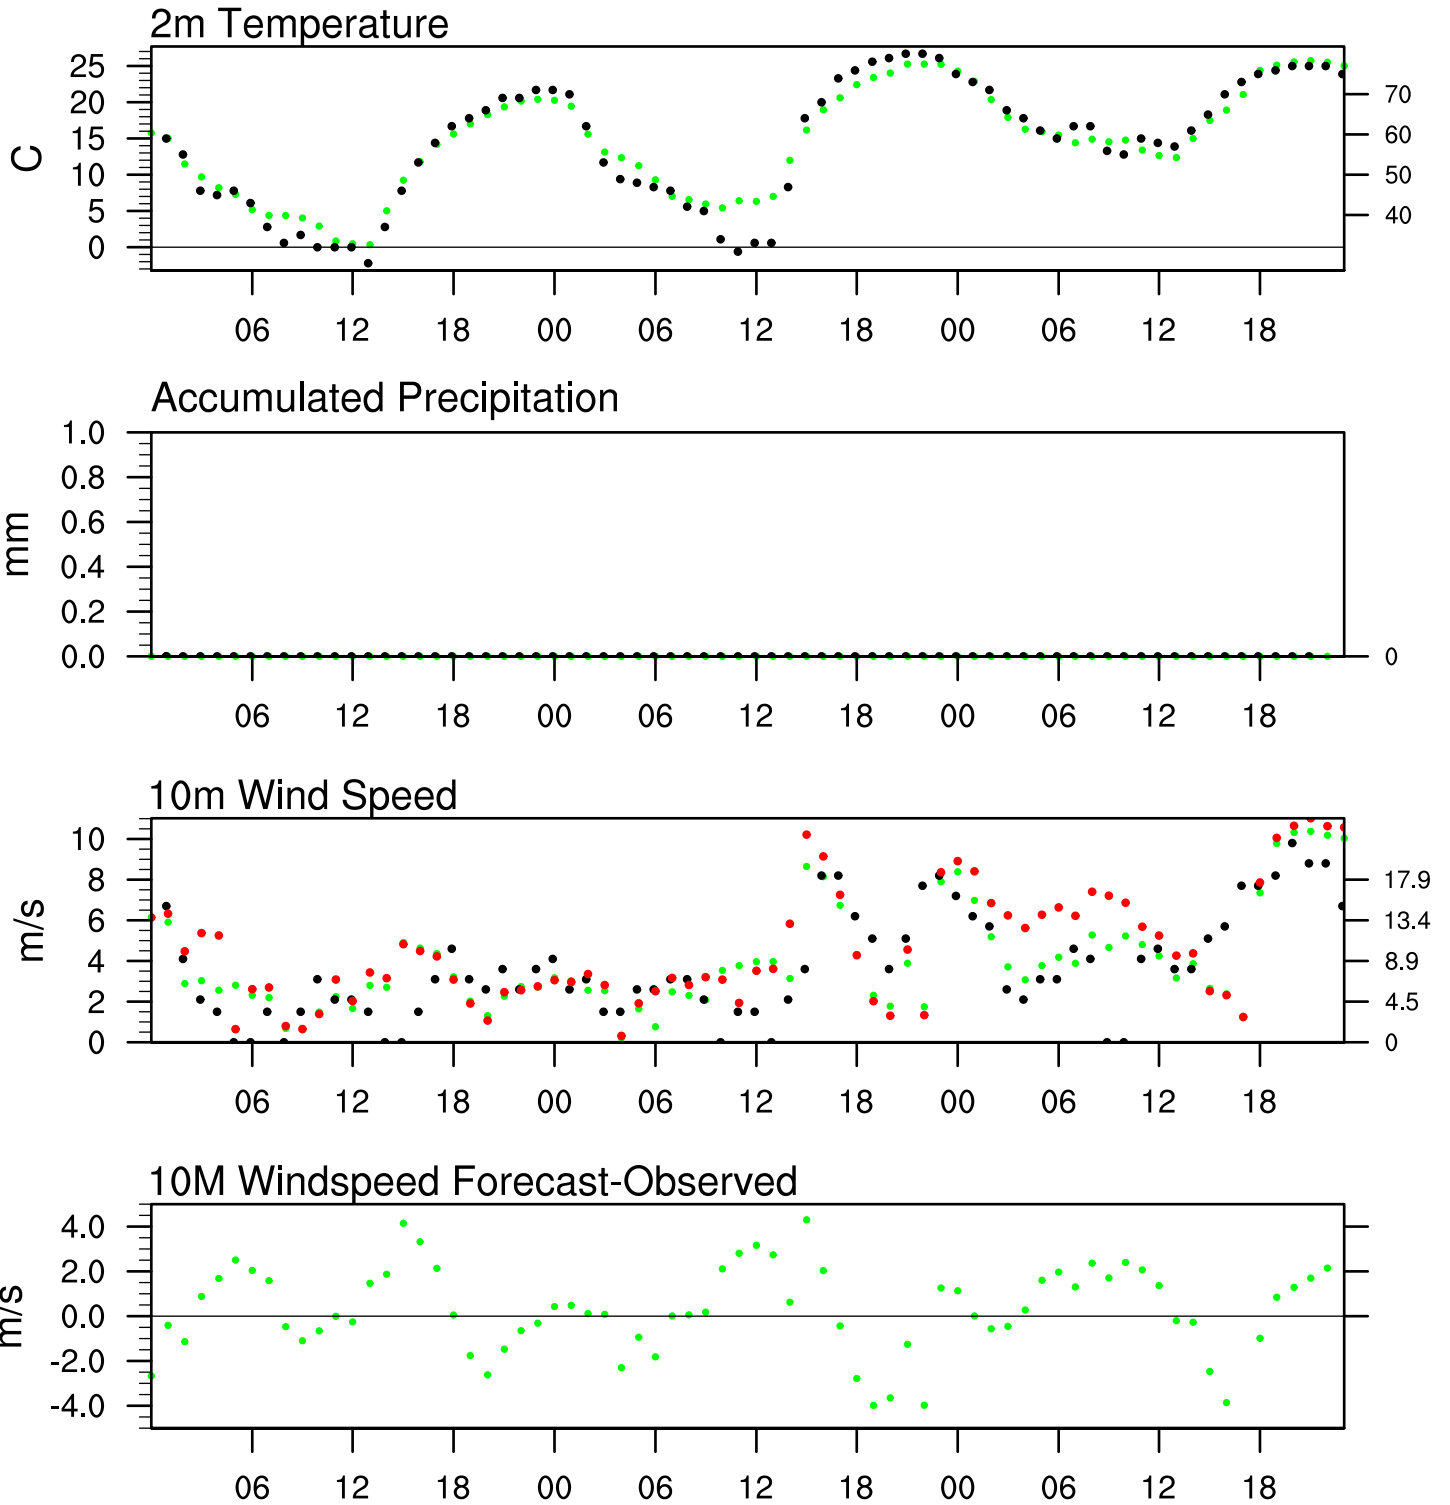 2m Temperature
25
20
15
10
5
0
C
70
60
50
40
06 12 18 00 06 12 18 00 06 12 18
Accumulated Precipitation
1.0
0.8
0.6
0.4
0.2
0.0
mm
0
06 12 18 00 06 12 18 00 06 12 18
10m Wind Speed
10
8
6
4
2
0
m/s
17.9
13.4
8.9
4.5
0
06 12 18 00 06 12 18 00 06 12 18
10M Windspeed Forecast-Observed
4.0
2.0
0.0
-2.0
-4.0
m/s
06 12 18 00 06 12 18 00 06 12 18